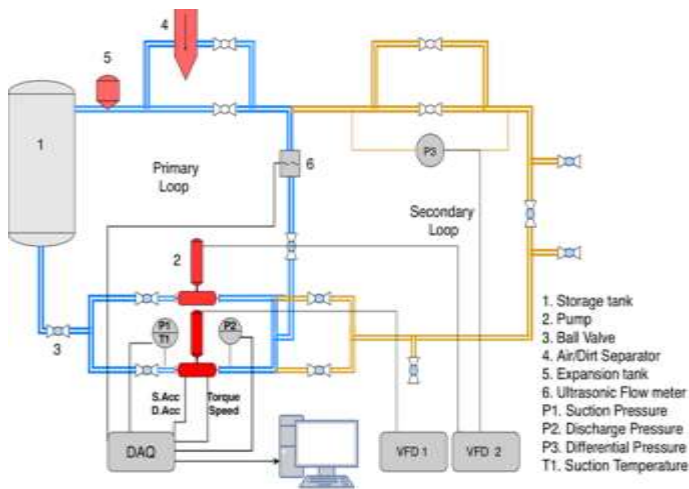 4
5
1
P3
6
Primary
Loop
Secondary
Loop
2
P1
T1
P2
3
S.Acc
D.Acc
Torque
Speed
DAQ
VFD 1
VFD 2
1. Storage tank
2. Pump
3. Ball Valve
4. Air/Dirt Separator
5. Expansion tank
6. Ultrasonic Flow meter
P1. Suction Pressure
P2. Discharge Pressure
P3. Differential Pressure
T1. Suction Temperature